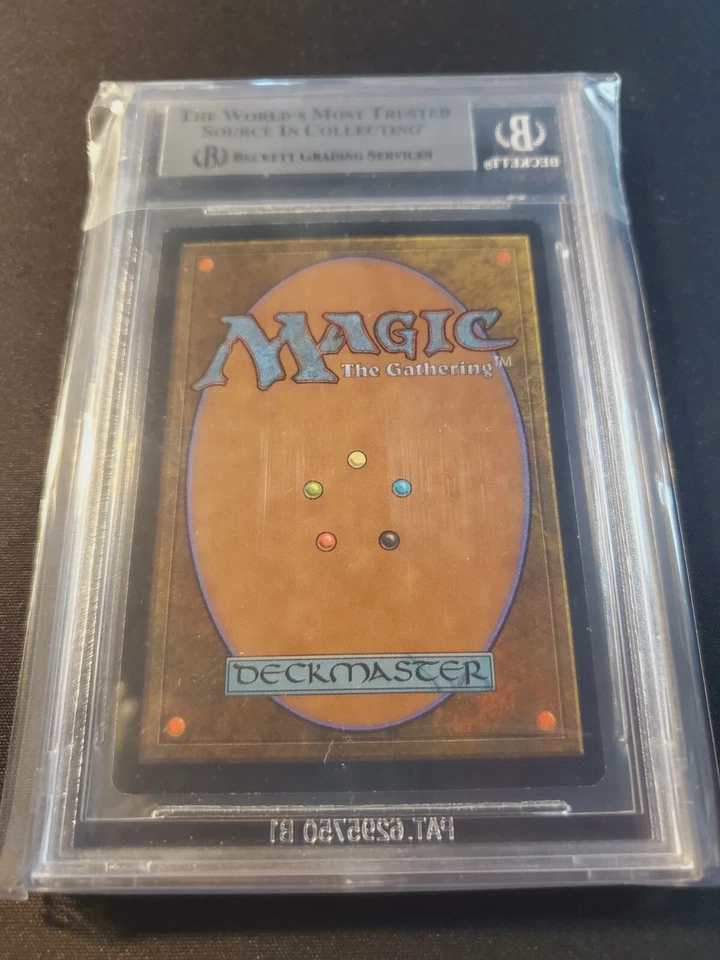 THE WORLD'S MOST TRUSTED
SOURCE IN COLLECTING®
BECKETT GRADING SERVICES
BECKETT®
MAGIC
The Gathering™
DECKMASTER
PAT.6295750 B1